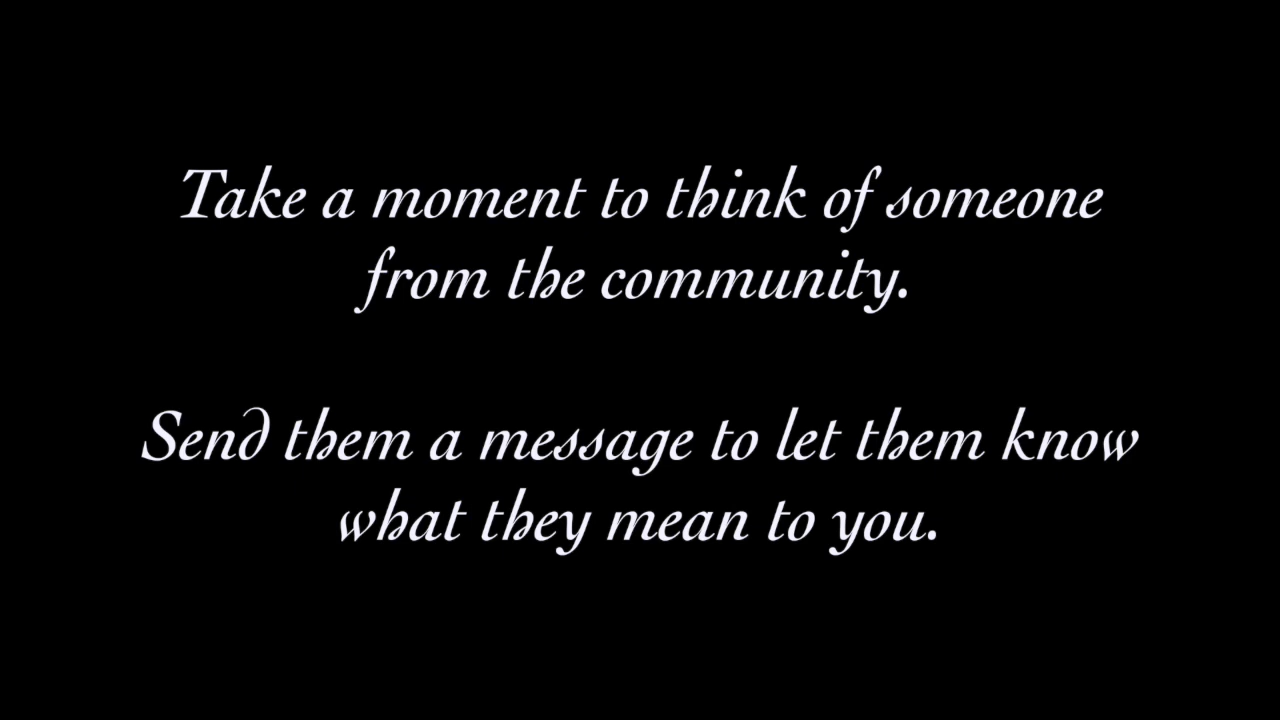 Take a moment to think of someone
from the community.
Send them a message to let them know
what they mean to you.